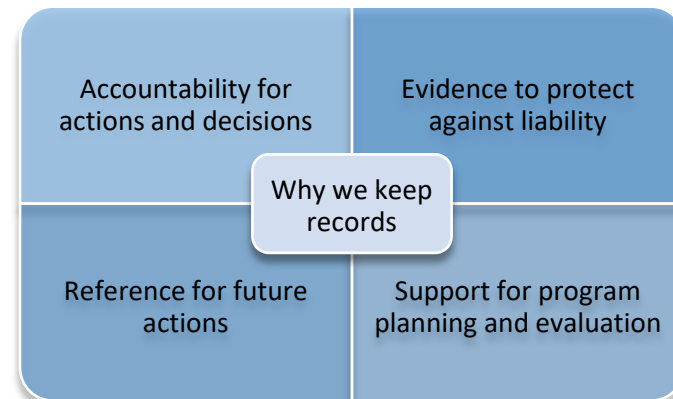 Accountability for
actions and decisions
Evidence to protect
against liability
Why we keep
records
Reference for future
actions
Support for program
planning and evaluation